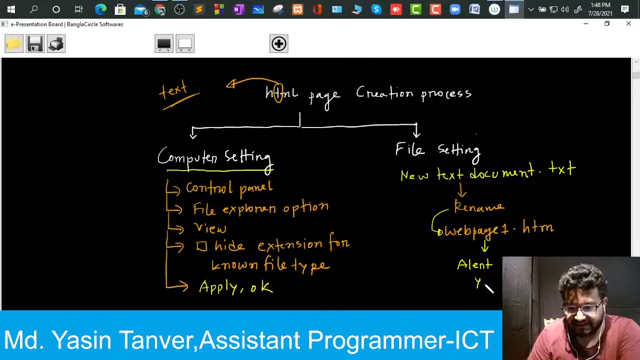 1:48 PM
7/28/2021
e-Presentation Board | BanglaCircle Softwares
text
html page Creation process
Computer setting
Control panel
File explorer option
View
hide extension for
known file type
Apply, ok
File setting
New text document.txt
Rename
webpage1.htm
Alert
Y
Md. Yasin Tanver,Assistant Programmer-ICT